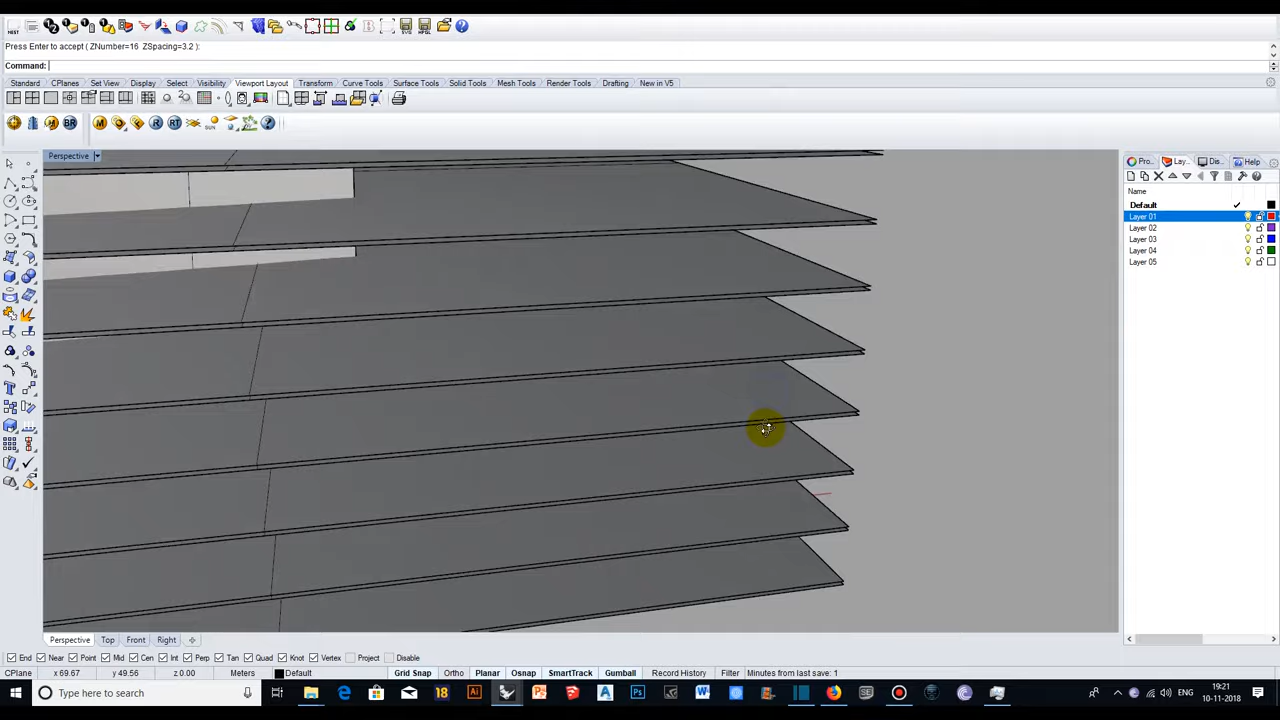 Press Enter to accept ( ZNumber=16 ZSpacing=3.2 ):
Command:
Standard CPlanes Set View Display Select Visibility Viewport Layout Transform Curve Tools Surface Tools Solid Tools Mesh Tools Render Tools Drafting New in V5
Perspective
Pro... Lay... Dis... Help
Name
Default
Layer 01
Layer 02
Layer 03
Layer 04
Layer 05
Perspective Top Front Right
End Near Point Mid Cen Int Perp Tan Quad Knot Vertex Project Disable
CPlane x 69.67 y 49.56 z 0.00 Meters Default Grid Snap Ortho Planar Osnap SmartTrack Gumball Record History Filter Minutes from last save: 1
Type here to search
ENG
19:21
10-11-2018